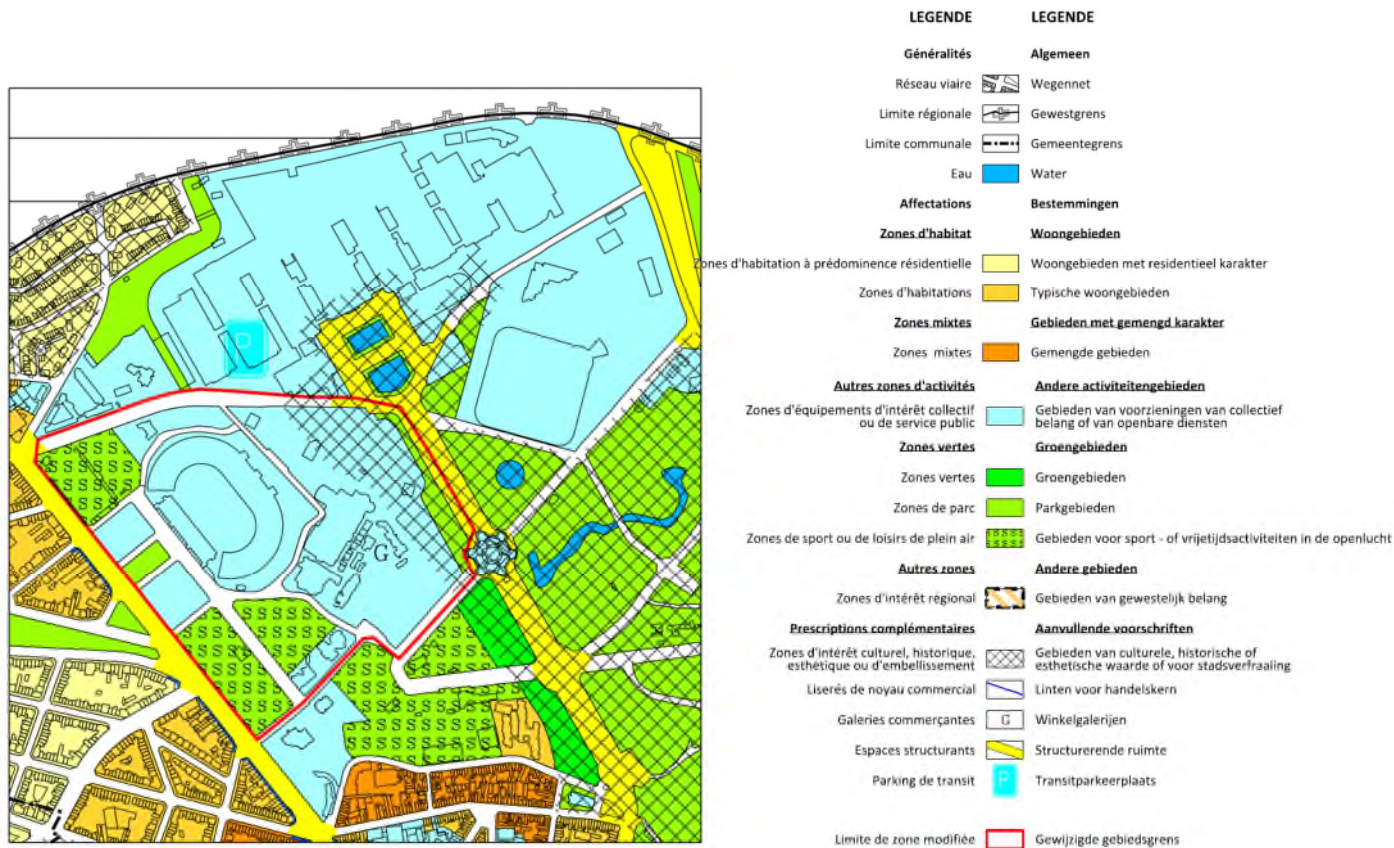 LEGENDE LEGENDE
Généralités Algemeen
Réseau viaire Wegennet
Limite régionale Gewestgrens
Limite communale Gemeentegrens
Eau Water
Affectations Bestemmingen
Zones d'habitat Woongebieden
Zones d'habitation à prédominence résidentielle Woongebieden met residentieel karakter
Zones d'habitations Typische woongebieden
Zones mixtes Gebieden met gemengd karakter
Zones mixtes Gemengde gebieden
Autres zones d'activités Andere activiteitengebieden
Zones d'équipements d'intérêt collectif Gebieden van voorzieningen van collectief
ou de service public belang of van openbare diensten
Zones vertes Groengebieden
Zones vertes Groengebieden
Zones de parc Parkgebieden
Zones de sport ou de loisirs de plein air Gebieden voor sport - of vrijetijdsactiviteiten in de openlucht
Autres zones Andere gebieden
Zones d'intérêt régional Gebieden van gewestelijk belang
Prescriptions complémentaires Aanvullende voorschriften
Zones d'intérêt culturel, historique, Gebieden van culturele, historische of
esthétique ou d'embellissement esthetische waarde of voor stadsverfraaiing
Liserés de noyau commercial Linten voor handelskern
Galeries commerçantes G Winkelgalerijen
Espaces structurants Structurerende ruimte
Parking de transit P Transitparkeerplaats
Limite de zone modifiée Gewijzigde gebiedsgrens
P
G